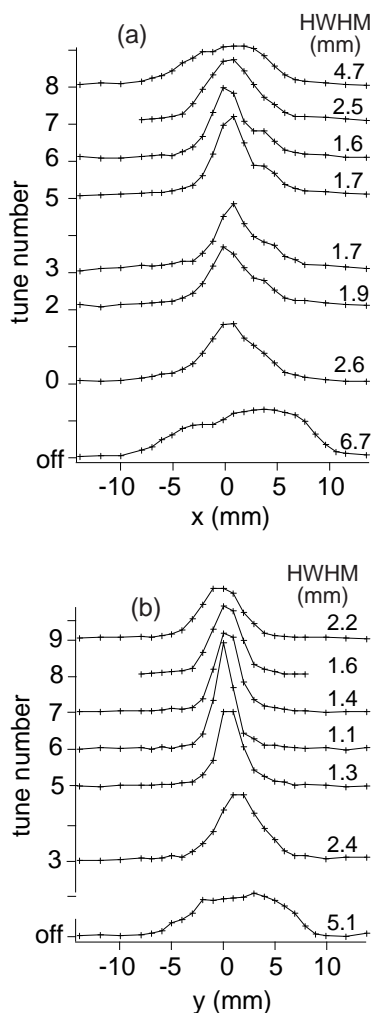 (a)
HWHM
(mm)
8
4.7
7
2.5
6
1.6
5
1.7
3
1.7
2
1.9
0
2.6
off
6.7
tune number
-10 -5 0 5 10
x (mm)
(b)
HWHM
(mm)
9
2.2
8
1.6
7
1.4
6
1.1
5
1.3
3
2.4
off
5.1
tune number
-10 -5 0 5 10
y (mm)